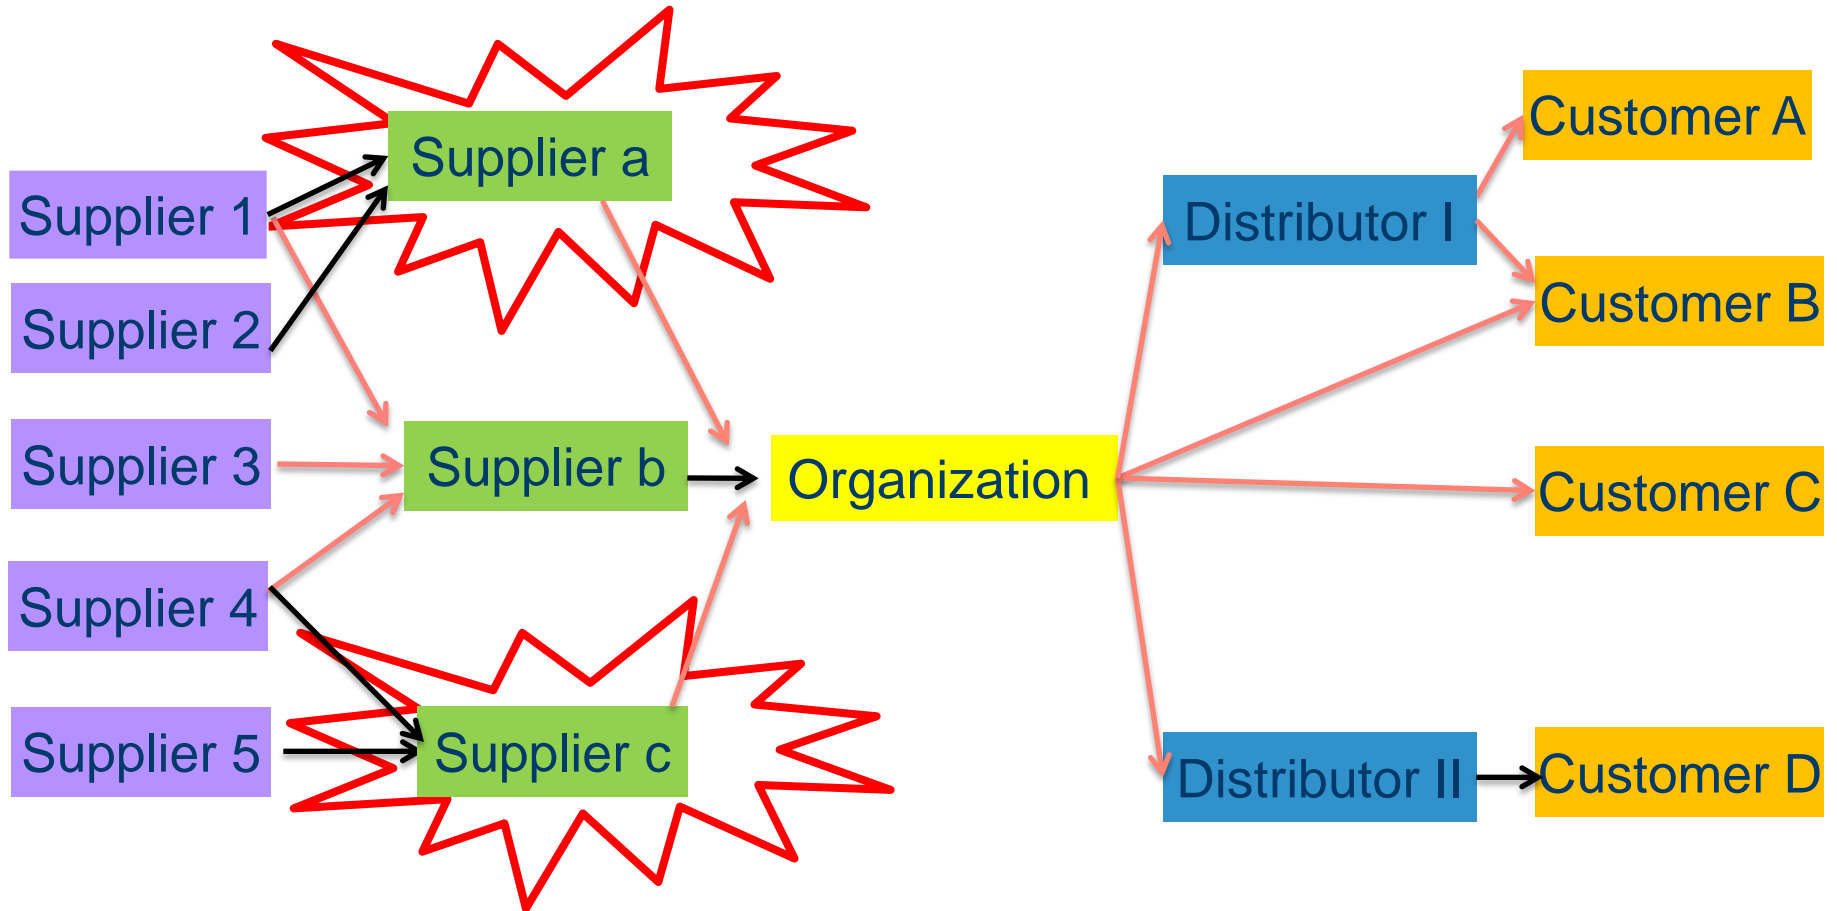 Supplier 1
Supplier 2
Supplier 3
Supplier 4
Supplier 5
Supplier a
Supplier b
Supplier c
Organization
Distributor I
Distributor II
Customer A
Customer B
Customer C
Customer D